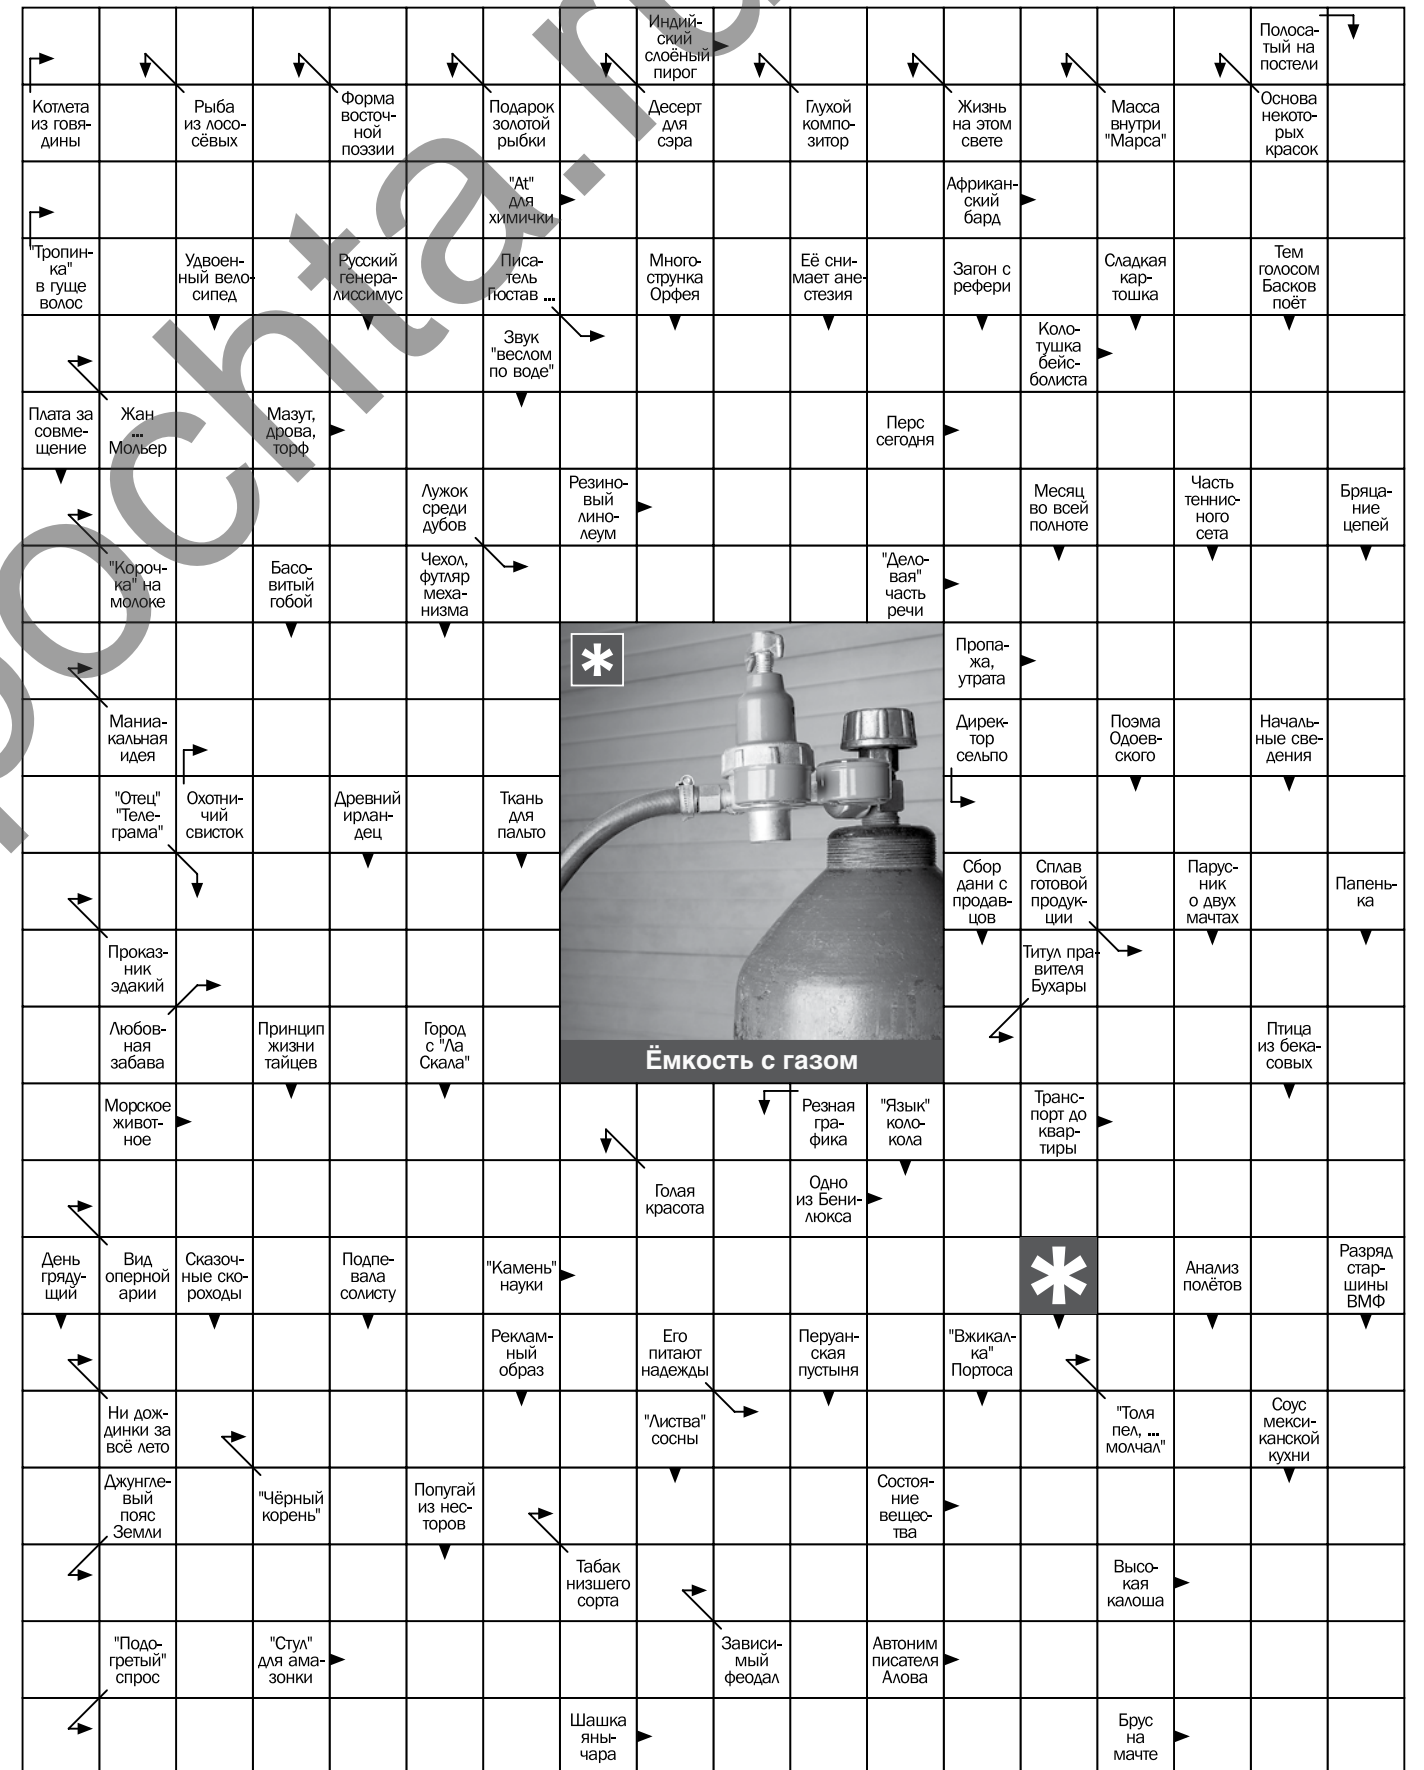 Индий-
ский
слоёный
пирог
Полоса-
тый на
постели
Котлета
из говя-
дины
Рыба
из лосо-
сёвых
Форма
восточ-
ной
поэзии
Подарок
золотой
рыбки
Десерт
для
сэра
Глухой
компо-
зитор
Жизнь
на этом
свете
Масса
внутри
"Марса"
Основа
некото-
рых
красок
"At"
для
химички
Африкан-
ский
бард
"Тропин-
ка"
в гуще
волос
Удвоен-
ный вело-
сипед
Русский
генера-
лиссимус
Писа-
тель
Гюстав ...
Много-
струнка
Орфея
Её сни-
мает ане-
стезия
Загон с
рефери
Сладкая
кар-
тошка
Тем
голосом
Басков
поёт
Звук
"веслом
по воде"
Коло-
тушка
бейс-
болиста
Плата за
совме-
щение
Жан
...
Мольер
Мазут,
дрова,
торф
Перс
сегодня
Лужок
среди
дубов
Резино-
вый
лино-
леум
Месяц
во всей
полноте
Часть
теннис-
ного
сета
Бряца-
ние
цепей
"Короч-
ка" на
молоке
Басо-
витый
гобой
Чехол,
футляр
меха-
низма
"Дело-
вая"
часть
речи
Пропа-
жа,
утрата
Маниа-
кальная
идея
Дирек-
тор
сельпо
Поэма
Одоев-
ского
Началь-
ные све-
дения
"Отец"
"Теле-
грама"
Охотни-
чий
свисток
Древний
ирлан-
дец
Ткань
для
пальто
Сбор
дани с
продав-
цов
Сплав
готовой
продук-
ции
Парус-
ник
о двух
мачтах
Папень-
ка
Проказ-
ник
эдакий
Титул пра-
вителя
Бухары
Любов-
ная
забава
Принцип
жизни
тайцев
Город
с "Ла
Скала"
Ёмкость с газом
Птица
из бека-
совых
Морское
живот-
ное
Резная
гра-
фика
"Язык"
коло-
кола
Транс-
порт до
квар-
тиры
Голая
красота
Одно
из Бени-
люкса
День
гряду-
щий
Вид
оперной
арии
Сказоч-
ные ско-
роходы
Подпе-
вала
солисту
"Камень"
науки
Анализ
полётов
Разряд
стар-
шины
ВМФ
Реклам-
ный
образ
Его
питают
надежды
Перуан-
ская
пустыня
"Вжикал-
ка"
Портоса
Ни дож-
динки за
всё лето
"Листва"
сосны
"Толя
пел, ...
молчал"
Соус
мекси-
канской
кухни
Джунгле-
вый
пояс
Земли
"Чёрный
корень"
Попугай
из нес-
торов
Состоя-
ние
вещес-
тва
Табак
низшего
сорта
Высо-
кая
калоша
"Подо-
гретый"
спрос
"Стул"
для ама-
зонки
Зависи-
мый
феодал
Автоним
писателя
Алова
Шашка
яны-
чара
Брус
на
мачте
pochta.ru